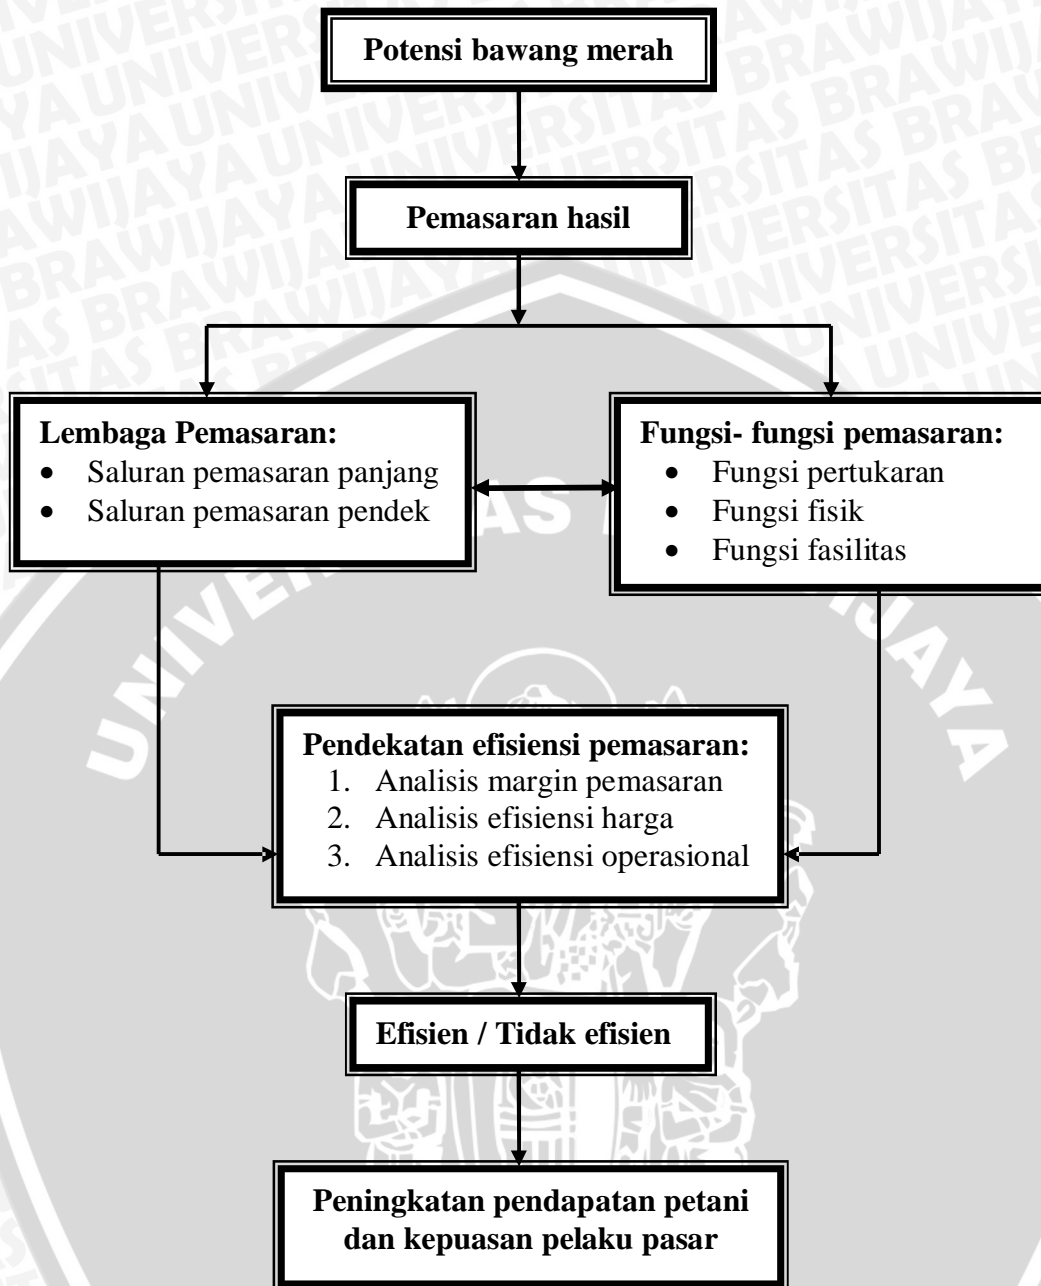 Potensi bawang merah
Pemasaran hasil
Lembaga Pemasaran:
• Saluran pemasaran panjang
• Saluran pemasaran pendek
Fungsi- fungsi pemasaran:
• Fungsi pertukaran
• Fungsi fisik
• Fungsi fasilitas
Pendekatan efisiensi pemasaran:
1. Analisis margin pemasaran
2. Analisis efisiensi harga
3. Analisis efisiensi operasional
Efisien / Tidak efisien
Peningkatan pendapatan petani
dan kepuasan pelaku pasar